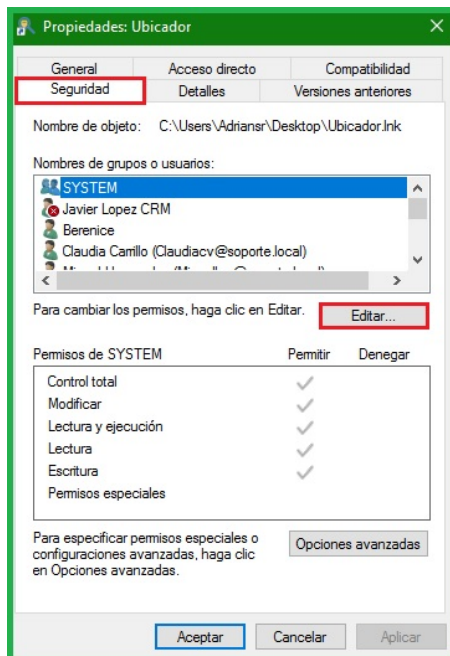 Propiedades: Ubicador
General Acceso directo Compatibilidad
Seguridad Detalles Versiones anteriores
Nombre de objeto: C:\Users\Adriansr\Desktop\Ubicador.lnk
Nombres de grupos o usuarios:
SYSTEM
Javier Lopez CRM
Berenice
Claudia Carrillo (Claudiacv@soporte.local)
Para cambiar los permisos, haga clic en Editar. Editar...
Permisos de SYSTEM Permitir Denegar
Control total
Modificar
Lectura y ejecución
Lectura
Escritura
Permisos especiales
Para especificar permisos especiales o
configuraciones avanzadas, haga clic
en Opciones avanzadas.
Opciones avanzadas
Aceptar Cancelar Aplicar